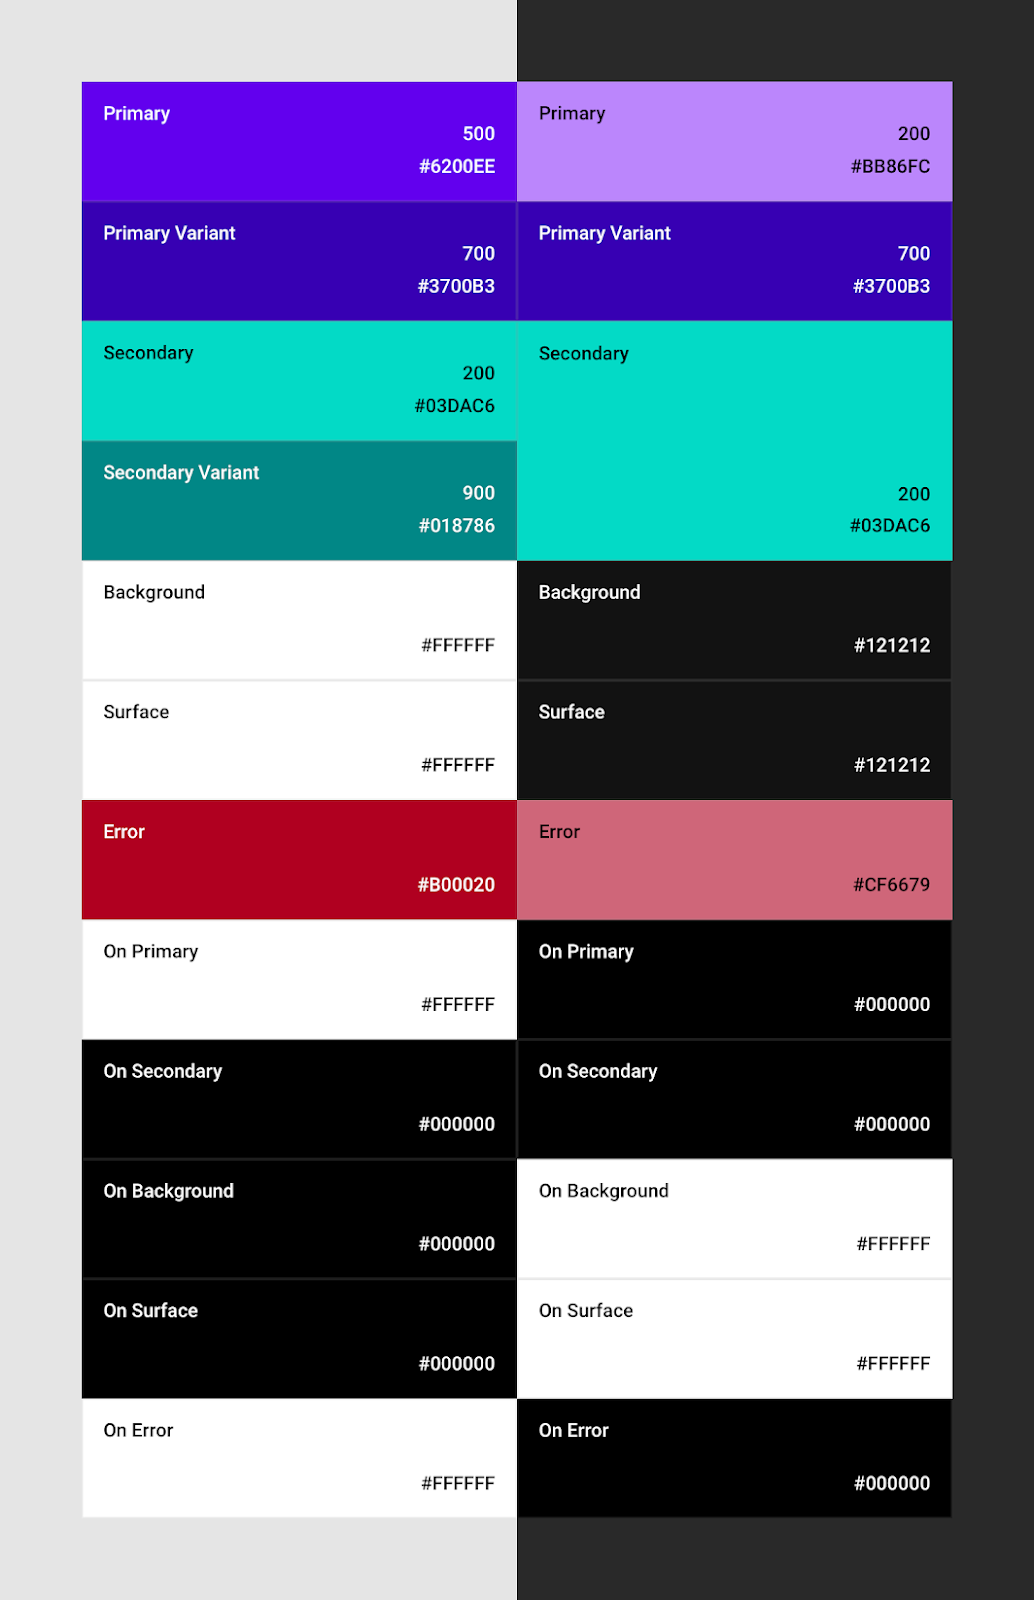 Primary
500
#6200EE
Primary Variant
700
#3700B3
Secondary
200
#03DAC6
Secondary Variant
900
#018786
Background
#FFFFFF
Surface
#FFFFFF
Error
#B00020
On Primary
#FFFFFF
On Secondary
#000000
On Background
#000000
On Surface
#000000
On Error
#FFFFFF
Primary
200
#BB86FC
Primary Variant
700
#3700B3
Secondary
200
#03DAC6
Background
#121212
Surface
#121212
Error
#CF6679
On Primary
#000000
On Secondary
#000000
On Background
#FFFFFF
On Surface
#FFFFFF
On Error
#000000